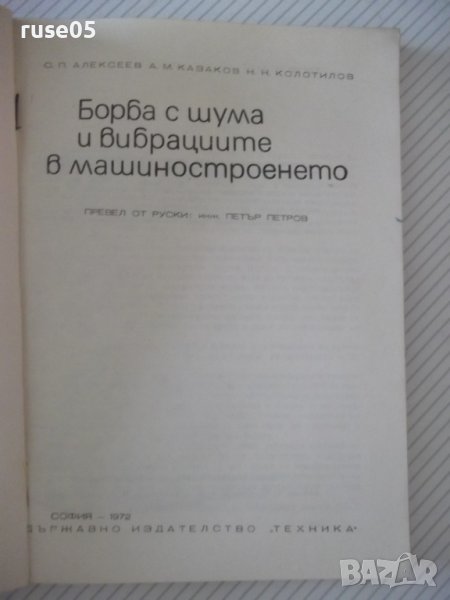 ruse05
С. П. АЛЕКСЕЕВ А. М. КАЗАКОВ Н. Н. КОЛОТИЛОВ
Борба с шума
и вибрациите
в машиностроенето
ПРЕВЕЛ ОТ РУСКИ: инж. ПЕТЪР ПЕТРОВ
СОФИЯ — 1972
ДЪРЖАВНО ИЗДАТЕЛСТВО „ТЕХНИКА"
BAZAR